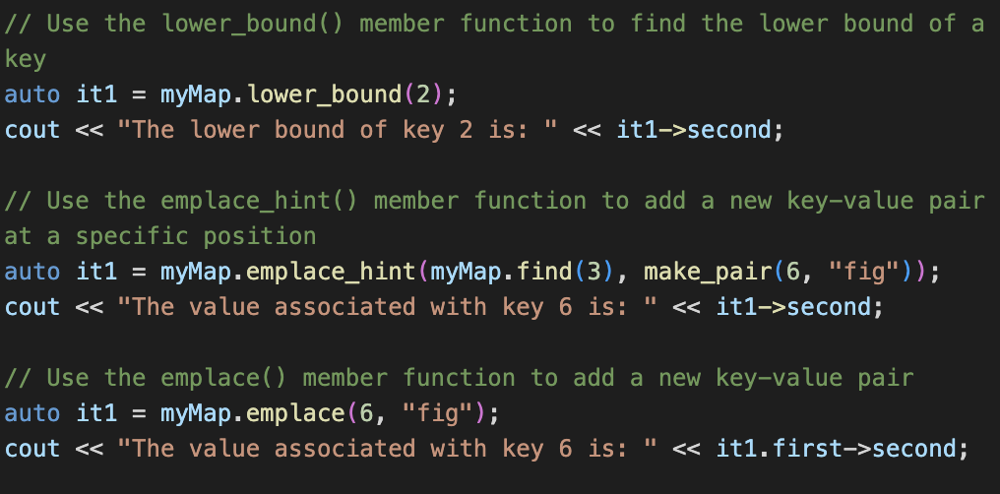 // Use the lower_bound() member function to find the lower bound of a
key
auto it1 = myMap.lower_bound(2);
cout << "The lower bound of key 2 is: " << it1->second;
// Use the emplace_hint() member function to add a new key-value pair
at a specific position
auto it1 = myMap.emplace_hint(myMap.find(3), make_pair(6, "fig"));
cout << "The value associated with key 6 is: " << it1->second;
// Use the emplace() member function to add a new key-value pair
auto it1 = myMap.emplace(6, "fig");
cout << "The value associated with key 6 is: " << it1.first->second;